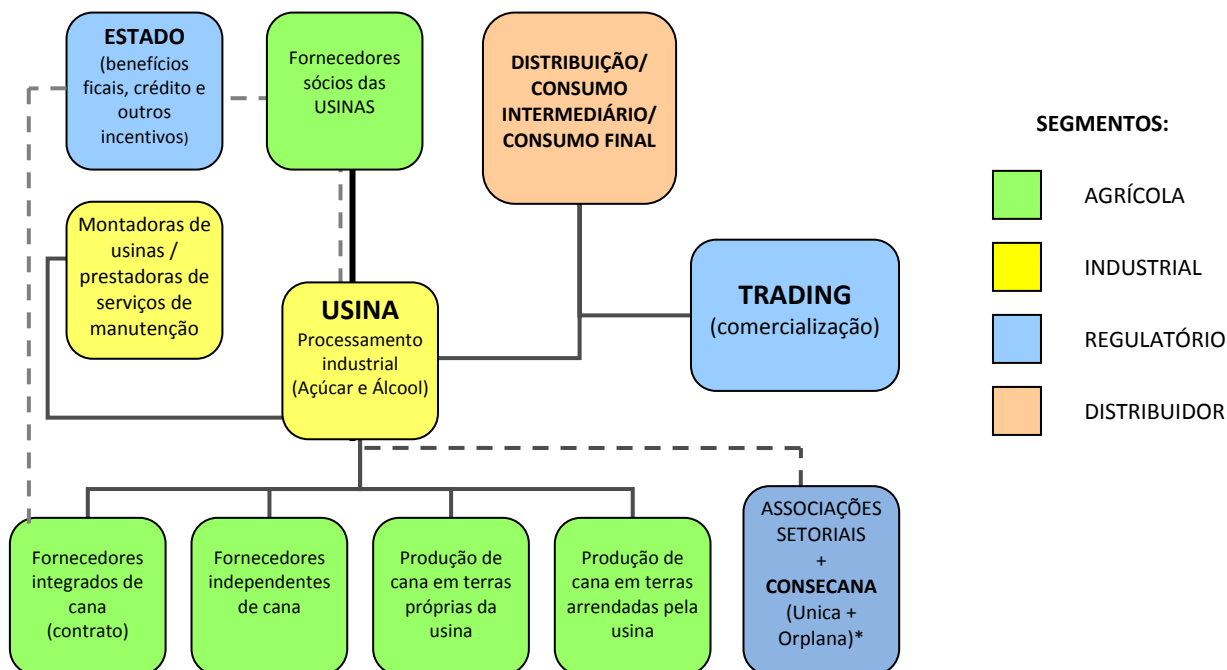 ESTADO
(benefícios
ficais, crédito e
outros
incentivos)
Fornecedores
sócios das
USINAS
DISTRIBUIÇÃO/
CONSUMO
INTERMEDIÁRIO/
CONSUMO FINAL
SEGMENTOS:
AGRÍCOLA
INDUSTRIAL
REGULATÓRIO
DISTRIBUIDOR
Montadoras de
usinas /
prestadoras de
serviços de
manutenção
USINA
Processamento
industrial
(Açúcar e Álcool)
TRADING
(comercialização)
Fornecedores
integrados de
cana
(contrato)
Fornecedores
independentes
de cana
Produção de
cana em terras
próprias da
usina
Produção de
cana em terras
arrendadas pela
usina
ASSOCIAÇÕES
SETORIAIS
+
CONSECANA
(Unica +
Orplana)*